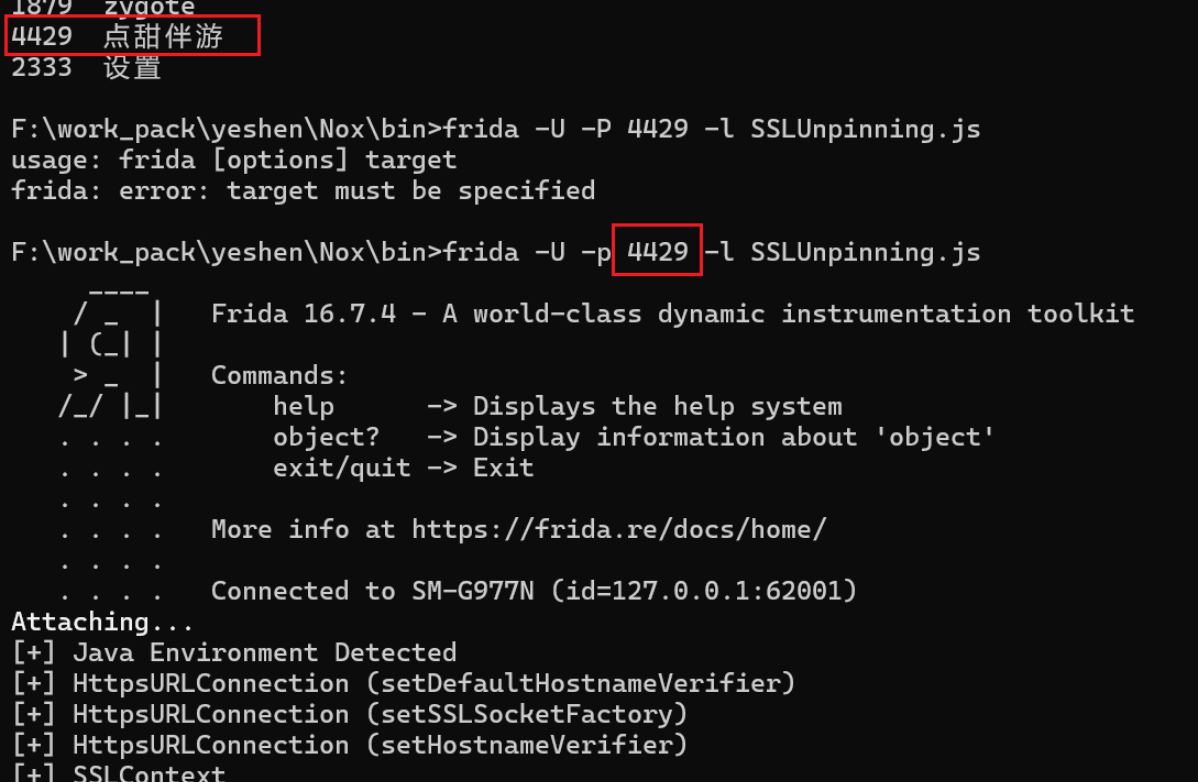 1879  zygote
4429  点甜伴游
2333  设置
F:\work_pack\yeshen\Nox\bin>frida -U -P 4429 -l SSLUnpinning.js
usage: frida [options] target
frida: error: target must be specified
F:\work_pack\yeshen\Nox\bin>frida -U -p 4429 -l SSLUnpinning.js
     ____
    / _  |   Frida 16.7.4 - A world-class dynamic instrumentation toolkit
   | (_| |
    > _  |   Commands:
   /_/ |_|       help      -> Displays the help system
   . . . .       object?   -> Display information about 'object'
   . . . .       exit/quit -> Exit
   . . . .
   . . . .   More info at https://frida.re/docs/home/
   . . . .
   . . . .   Connected to SM-G977N (id=127.0.0.1:62001)
Attaching...
[+] Java Environment Detected
[+] HttpsURLConnection (setDefaultHostnameVerifier)
[+] HttpsURLConnection (setSSLSocketFactory)
[+] HttpsURLConnection (setHostnameVerifier)
[+] SSLContext